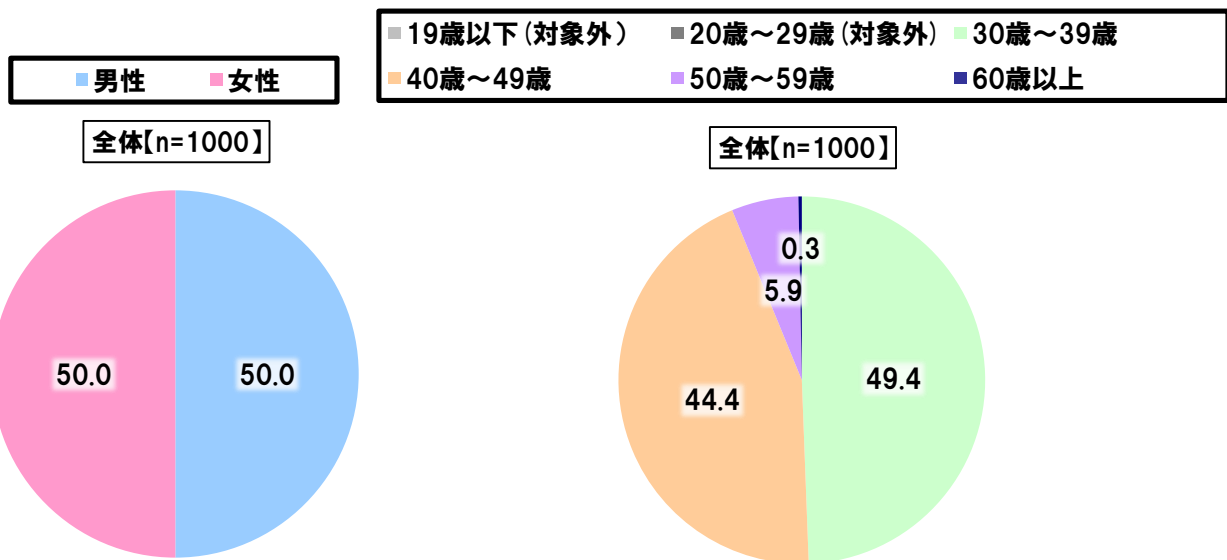 男性 女性
19歳以下(対象外) 20歳～29歳(対象外) 30歳～39歳
40歳～49歳 50歳～59歳 60歳以上
全体【n=1000】
全体【n=1000】
50.0 50.0
0.3
5.9
49.4
44.4